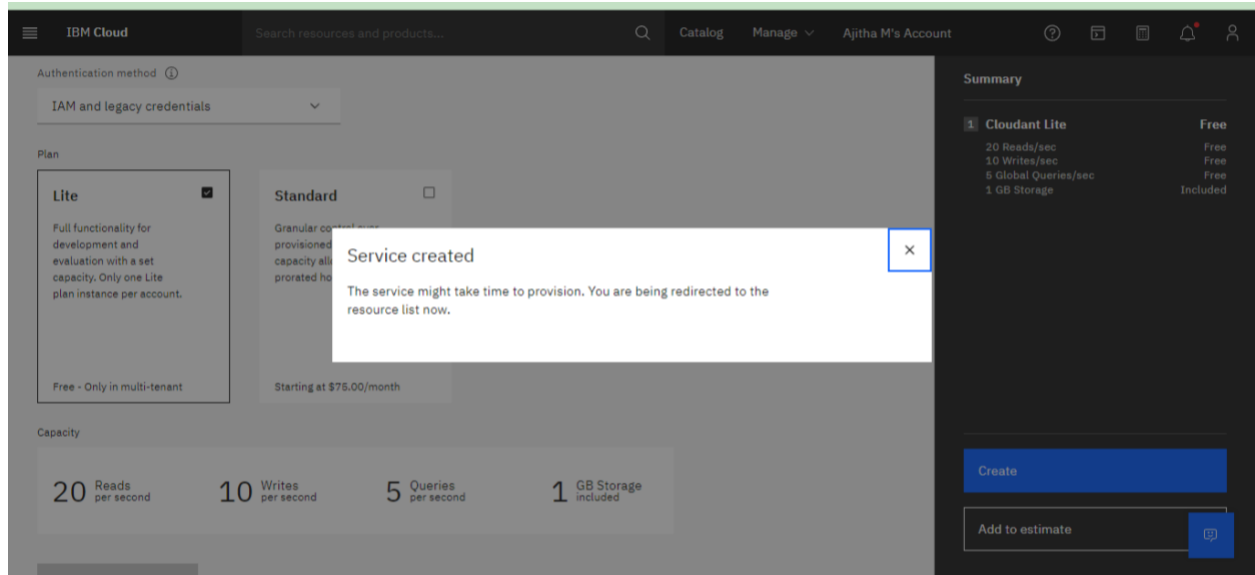 IBM Cloud
Search resources and products...
Catalog
Manage
Ajitha M's Account
Authentication method
IAM and legacy credentials
Plan
Lite
Full functionality for
development and
evaluation with a set
capacity. Only one Lite
plan instance per account.
Free - Only in multi-tenant
Standard
Granular control over
provisioned
capacity
prorated
Starting at $75.00/month
Service created
The service might take time to provision. You are being redirected to the
resource list now.
Capacity
20 Reads
per second
10 Writes
per second
5 Queries
per second
1 GB Storage
included
Summary
1 Cloudant Lite Free
20 Reads/sec Free
10 Writes/sec Free
5 Global Queries/sec Free
1 GB Storage Included
Create
Add to estimate